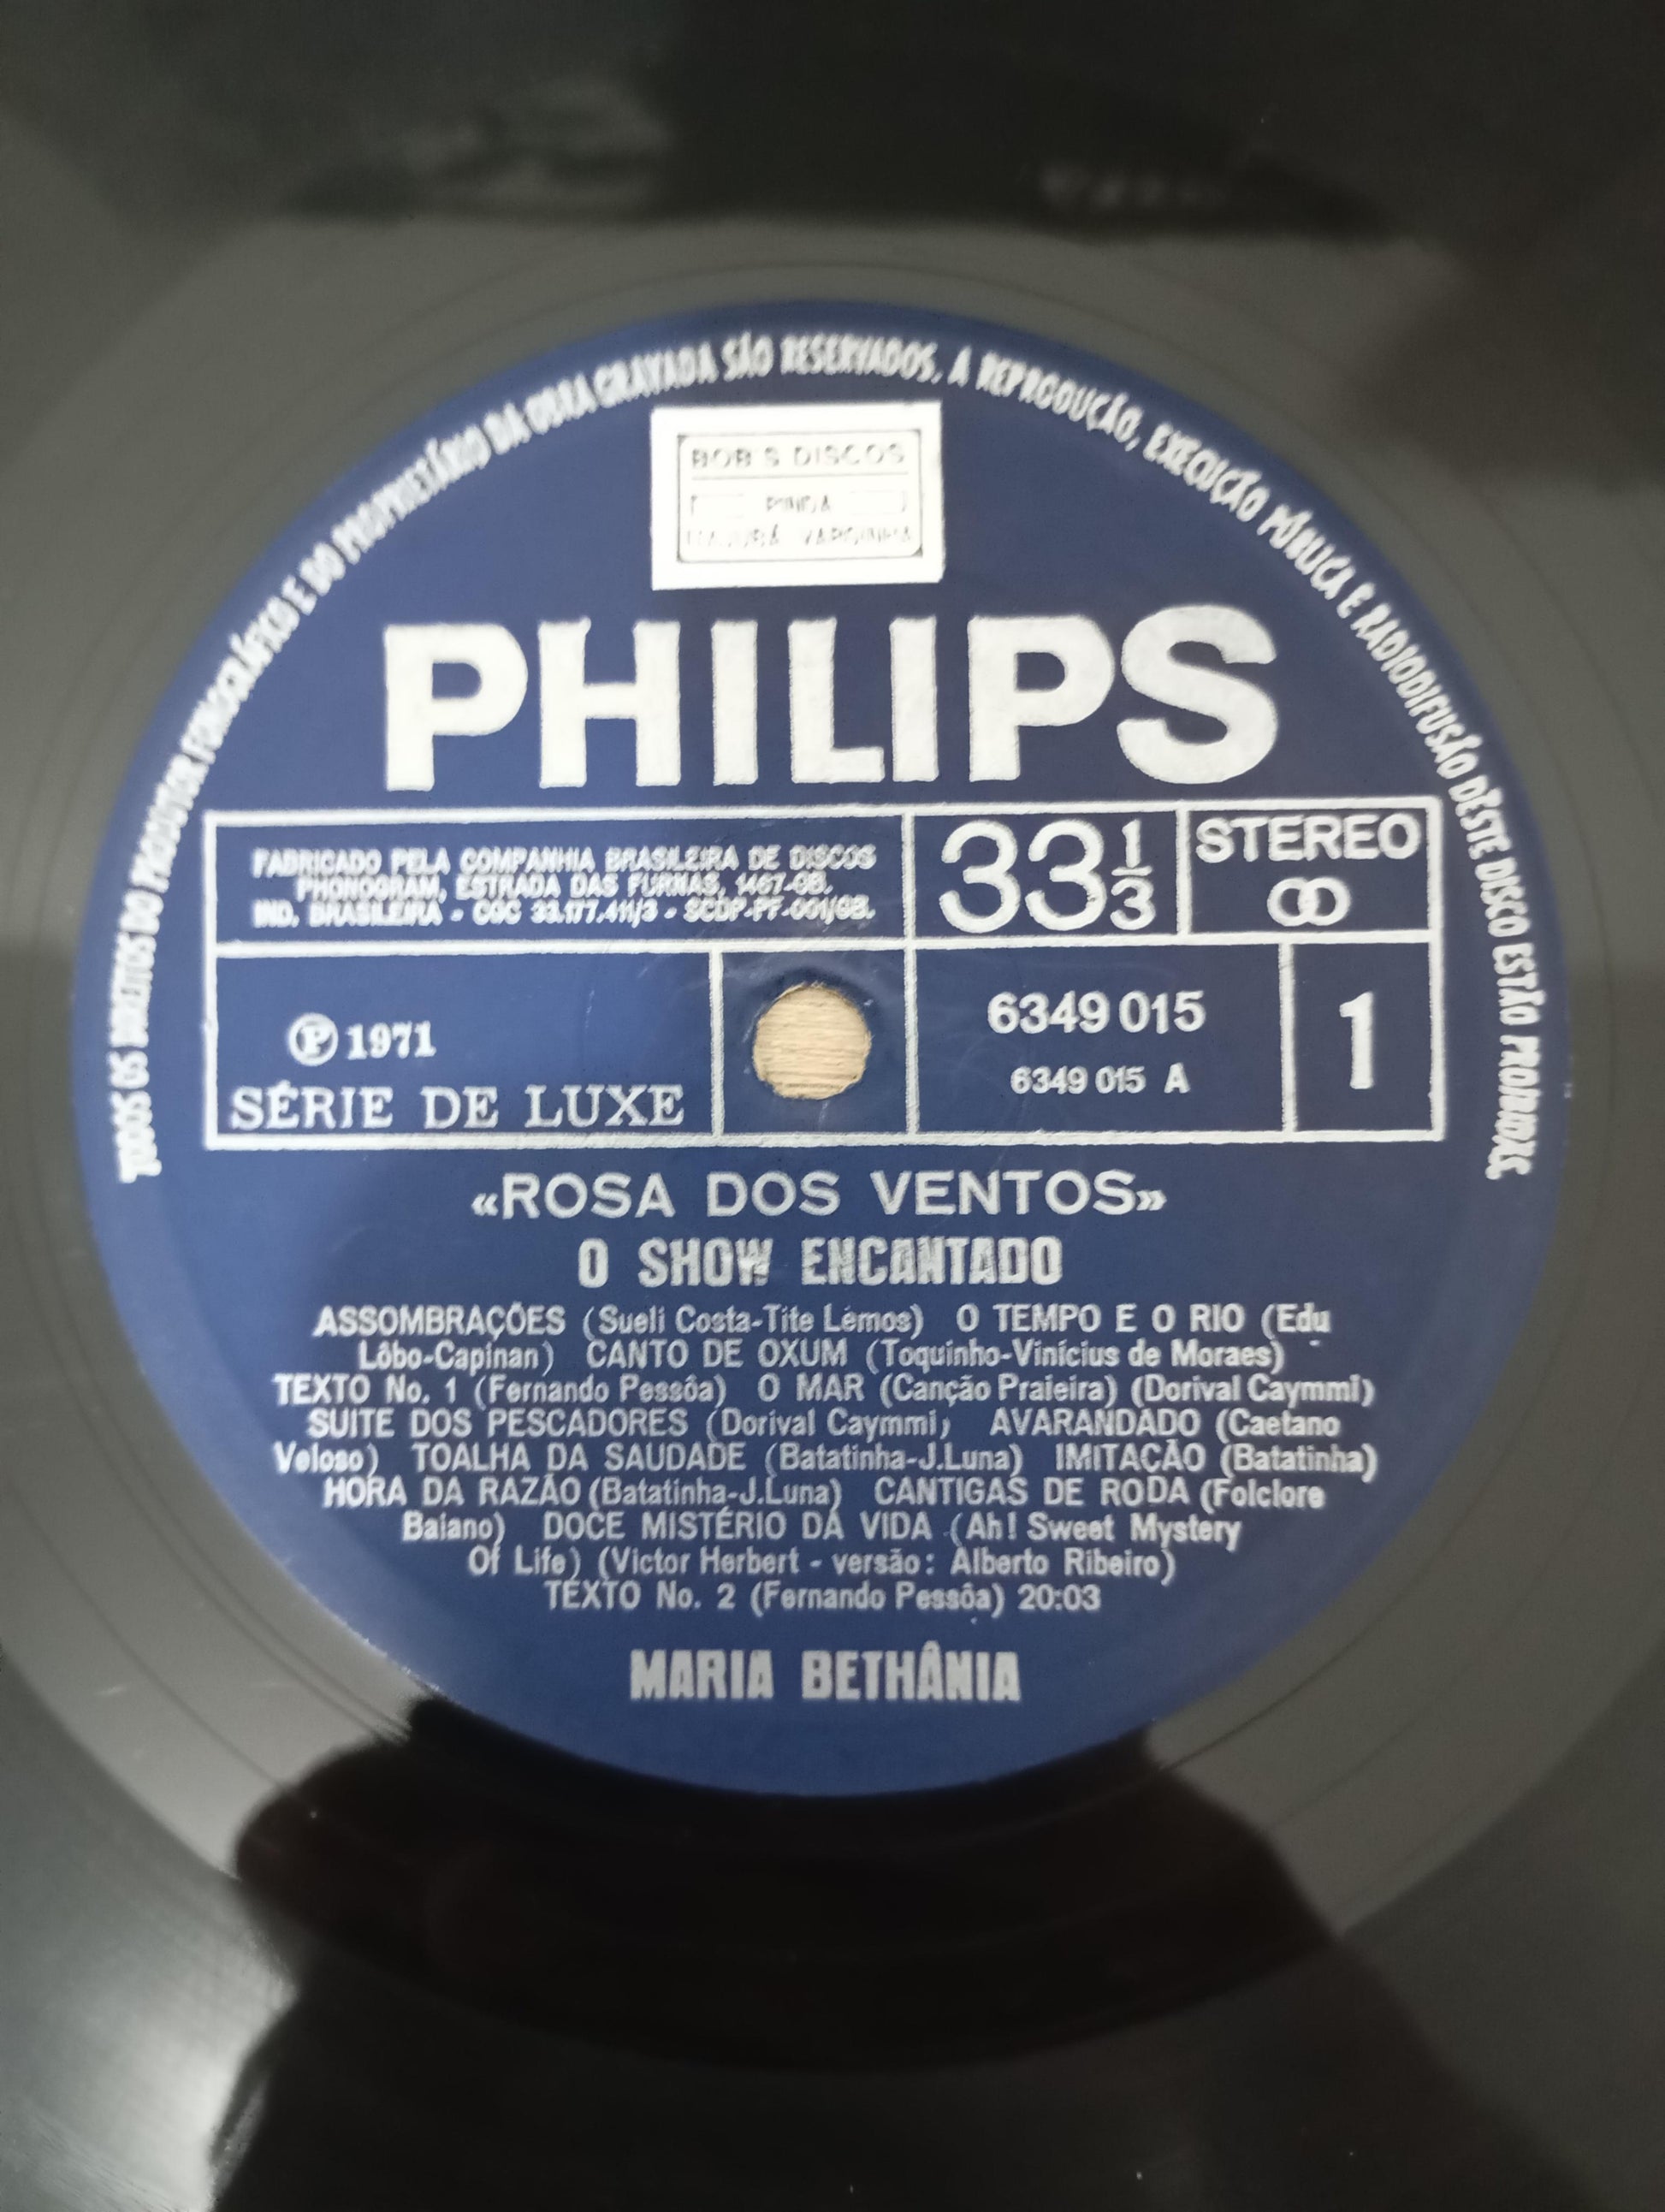 TODOS OS DIREITOS DO PRODUTOR FONOGRÁFICO E DO PROPRIETÁRIO DA OBRA GRAVADA SÃO RESERVADOS. A REPRODUÇÃO, EXECUÇÃO PÚBLICA E RADIODIFUSÃO DÊSTE DISCO ESTÃO PROIBIDAS.
BOB'S DISCOS
PINDA
ITAJUBÁ VARGINHA
PHILIPS
FABRICADO PELA COMPANHIA BRASILEIRA DE DISCOS
PHONOGRAM, ESTRADA DAS FURNAS, 1467-GB.
IND. BRASILEIRA - CGC 33.177.411/3 - SCDP-PF-001/GB.
33 1/3
STEREO
Ⓟ 1971
SÉRIE DE LUXE
6349 015
6349 015 A
1
«ROSA DOS VENTOS»
O SHOW ENCANTADO
ASSOMBRAÇÕES (Sueli Costa-Tite Lemos) O TEMPO E O RIO (Edu
Lôbo-Capinan) CANTO DE OXUM (Toquinho-Vinícius de Moraes)
TEXTO No. 1 (Fernando Pessôa) O MAR (Canção Praieira) (Dorival Caymmi)
SUITE DOS PESCADORES (Dorival Caymmi) AVARANDADO (Caetano
Veloso) TOALHA DA SAUDADE (Batatinha-J.Luna) IMITAÇÃO (Batatinha)
HORA DA RAZÃO (Batatinha-J.Luna) CANTIGAS DE RODA (Folclore
Baiano) DOCE MISTÉRIO DA VIDA (Ah! Sweet Mystery
Of Life) (Victor Herbert - versão: Alberto Ribeiro)
TEXTO No. 2 (Fernando Pessôa) 20:03
MARIA BETHÂNIA